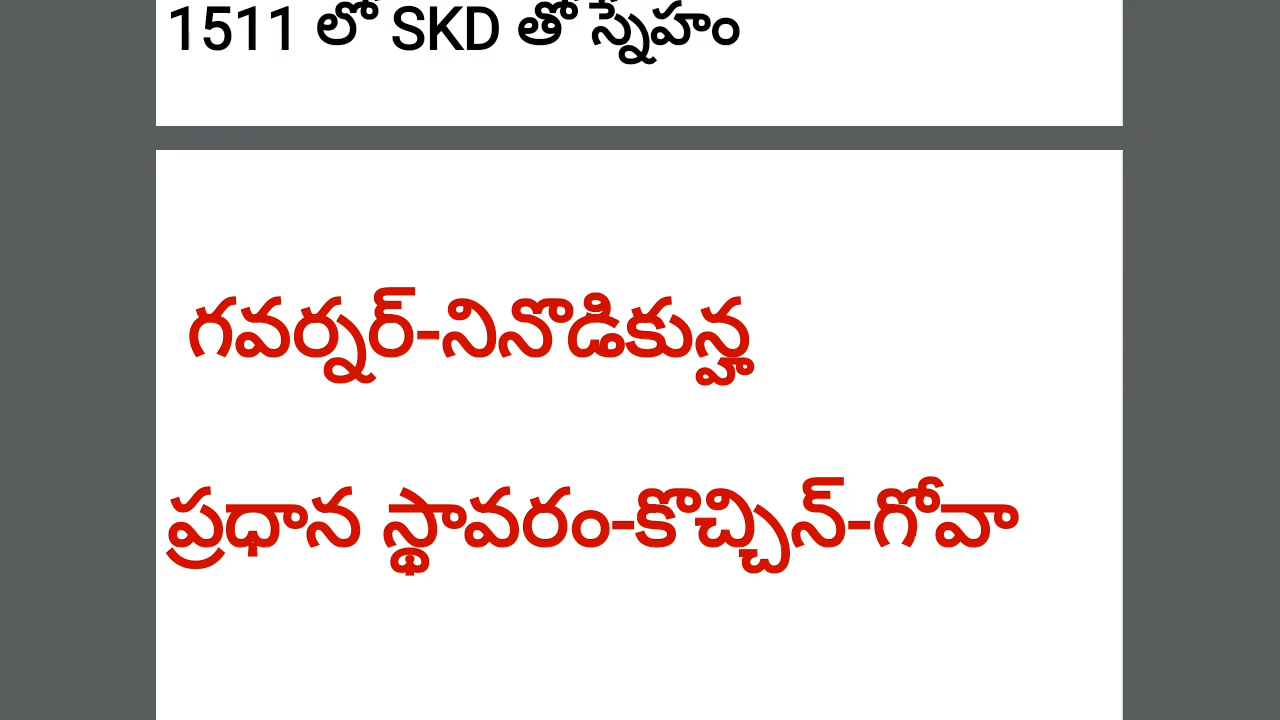 1511 లో SKD తో స్నేహం
గవర్నర్-నినొడికున్హ
ప్రధాన స్థావరం-కొచ్చిన్-గోవా